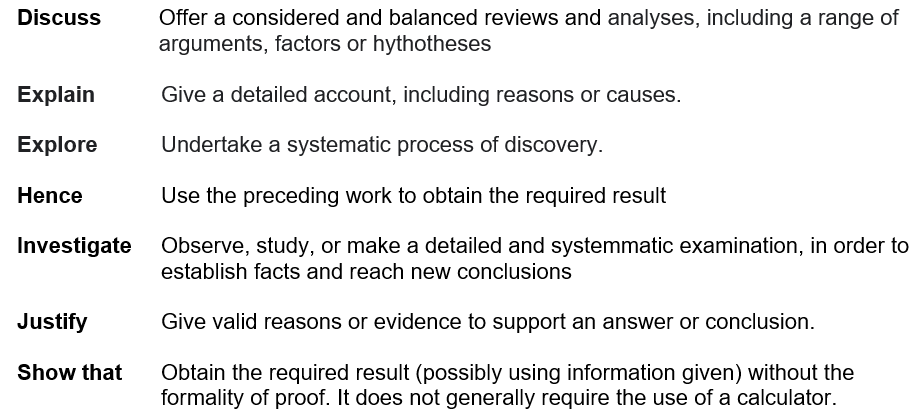 Discuss Offer a considered and balanced reviews and analyses, including a range of
arguments, factors or hythotheses
Explain Give a detailed account, including reasons or causes.
Explore Undertake a systematic process of discovery.
Hence Use the preceding work to obtain the required result
Investigate Observe, study, or make a detailed and systemmatic examination, in order to
establish facts and reach new conclusions
Justify Give valid reasons or evidence to support an answer or conclusion.
Show that Obtain the required result (possibly using information given) without the
formality of proof. It does not generally require the use of a calculator.